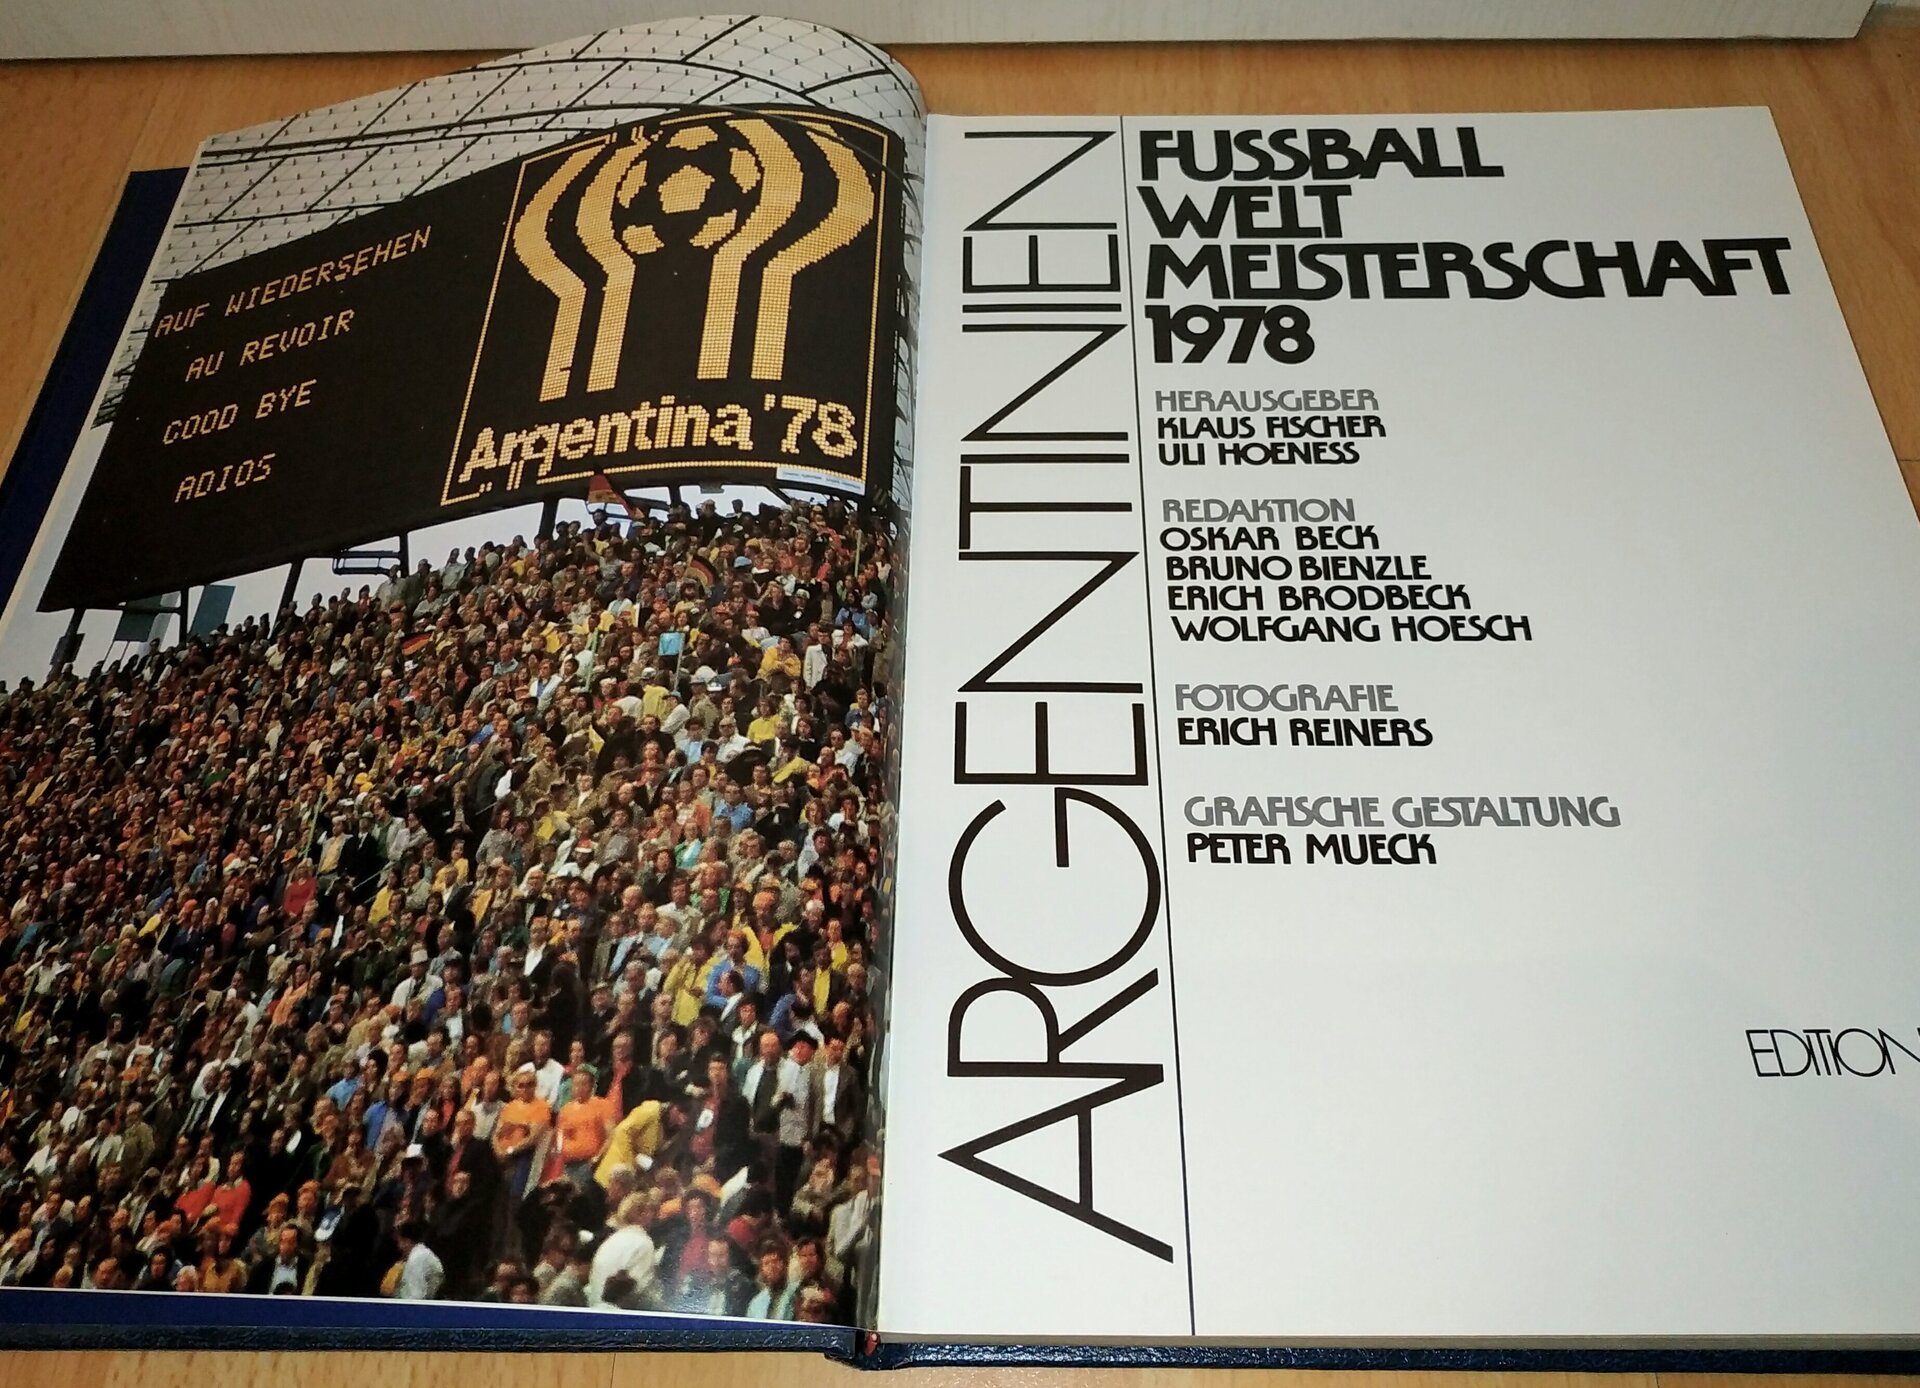 AUF WIEDERSEHEN
AU REVOIR
GOOD BYE
ADIOS
Argentina '78
ARGENTINIEN
FUSSBALL
WELT
MEISTERSCHAFT
1978
HERAUSGEBER
KLAUS FISCHER
ULI HOENESS
REDAKTION
OSKAR BECK
BRUNO BIENZLE
ERICH BRODBECK
WOLFGANG HOESCH
FOTOGRAFIE
ERICH REINERS
GRAFISCHE GESTALTUNG
PETER MUECK
EDITION